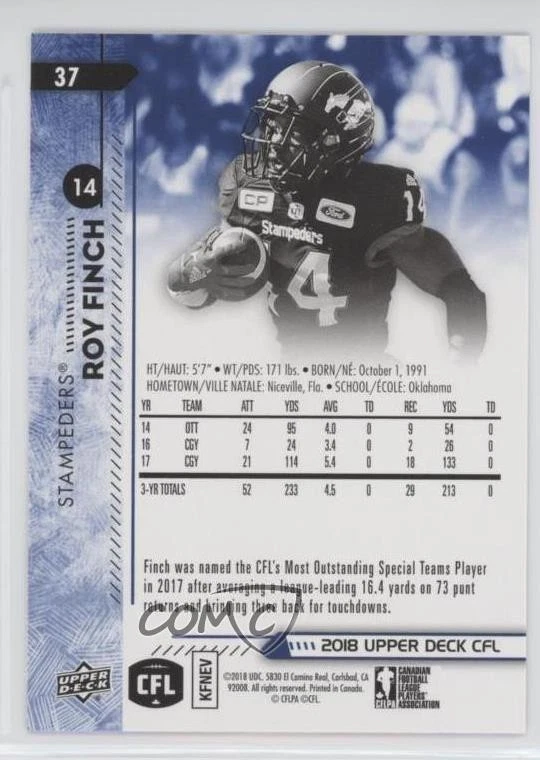 37
14
ROY FINCH
STAMPEDERS®
CP
Ford
Stampeders
14
14
HT/HAUT: 5'7" • WT/PDS: 171 lbs. • BORN/NÉ: October 1, 1991
HOMETOWN/VILLE NATALE: Niceville, Fla. • SCHOOL/ÉCOLE: Oklahoma
YR TEAM ATT YDS AVG TD REC YDS TD
14 OTT 24 95 4.0 0 9 54 0
16 CGY 7 24 3.4 0 2 26 0
17 CGY 21 114 5.4 0 18 133 0
3-YR TOTALS 52 233 4.5 0 29 213 0
Finch was named the CFL's Most Outstanding Special Teams Player
in 2017 after averaging a league-leading 16.4 yards on 73 punt
returns and bringing three back for touchdowns.
COMC
2018 UPPER DECK CFL
UPPER
D·E·C·K
CFL
KFNEV
©2018 UDC. 5830 El Camino Real, Carlsbad, CA
92008. All rights reserved. Printed in Canada.
© CFLPA ©CFL.
CFLPA
CANADIAN
FOOTBALL
LEAGUE
PLAYERS'
ASSOCIATION